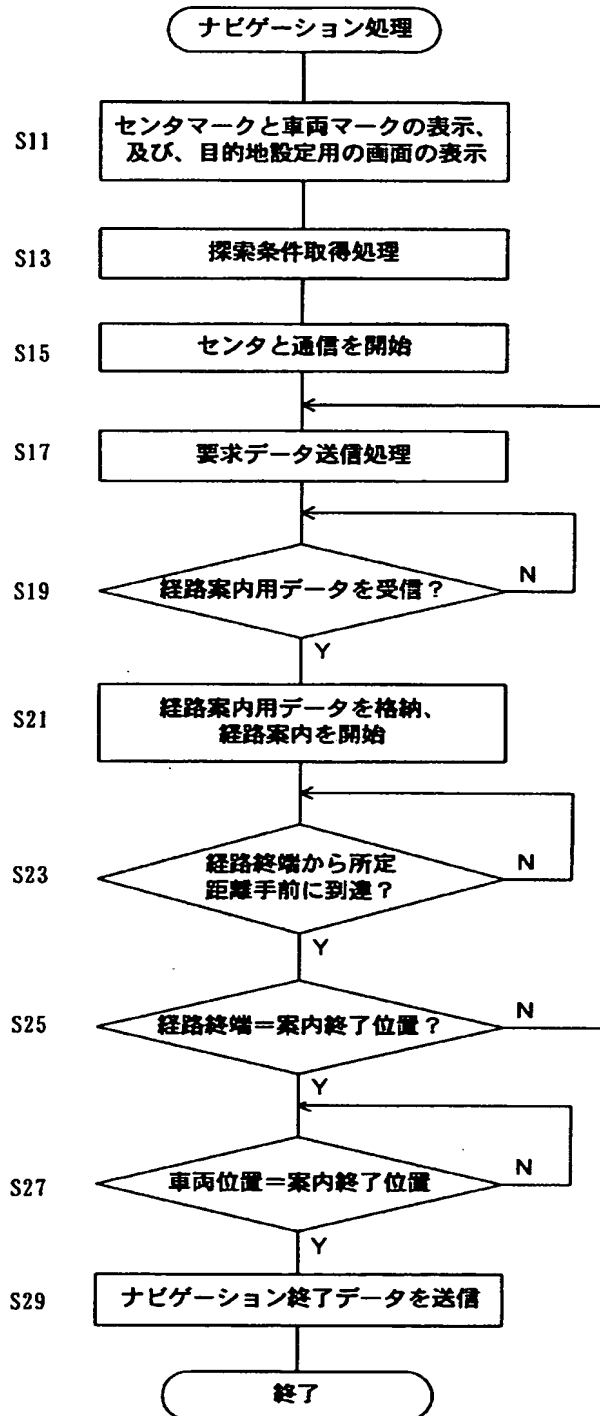 ナビゲーション処理
S11
センタマークと車両マークの表示、
及び、目的地設定用の画面の表示
S13
探索条件取得処理
S15
センタと通信を開始
S17
要求データ送信処理
S19
経路案内用データを受信？
N
Y
S21
経路案内用データを格納、
経路案内を開始
S23
経路終端から所定
距離手前に到達？
N
Y
S25
経路終端＝案内終了位置？
N
Y
S27
車両位置＝案内終了位置
N
Y
S29
ナビゲーション終了データを送信
終了